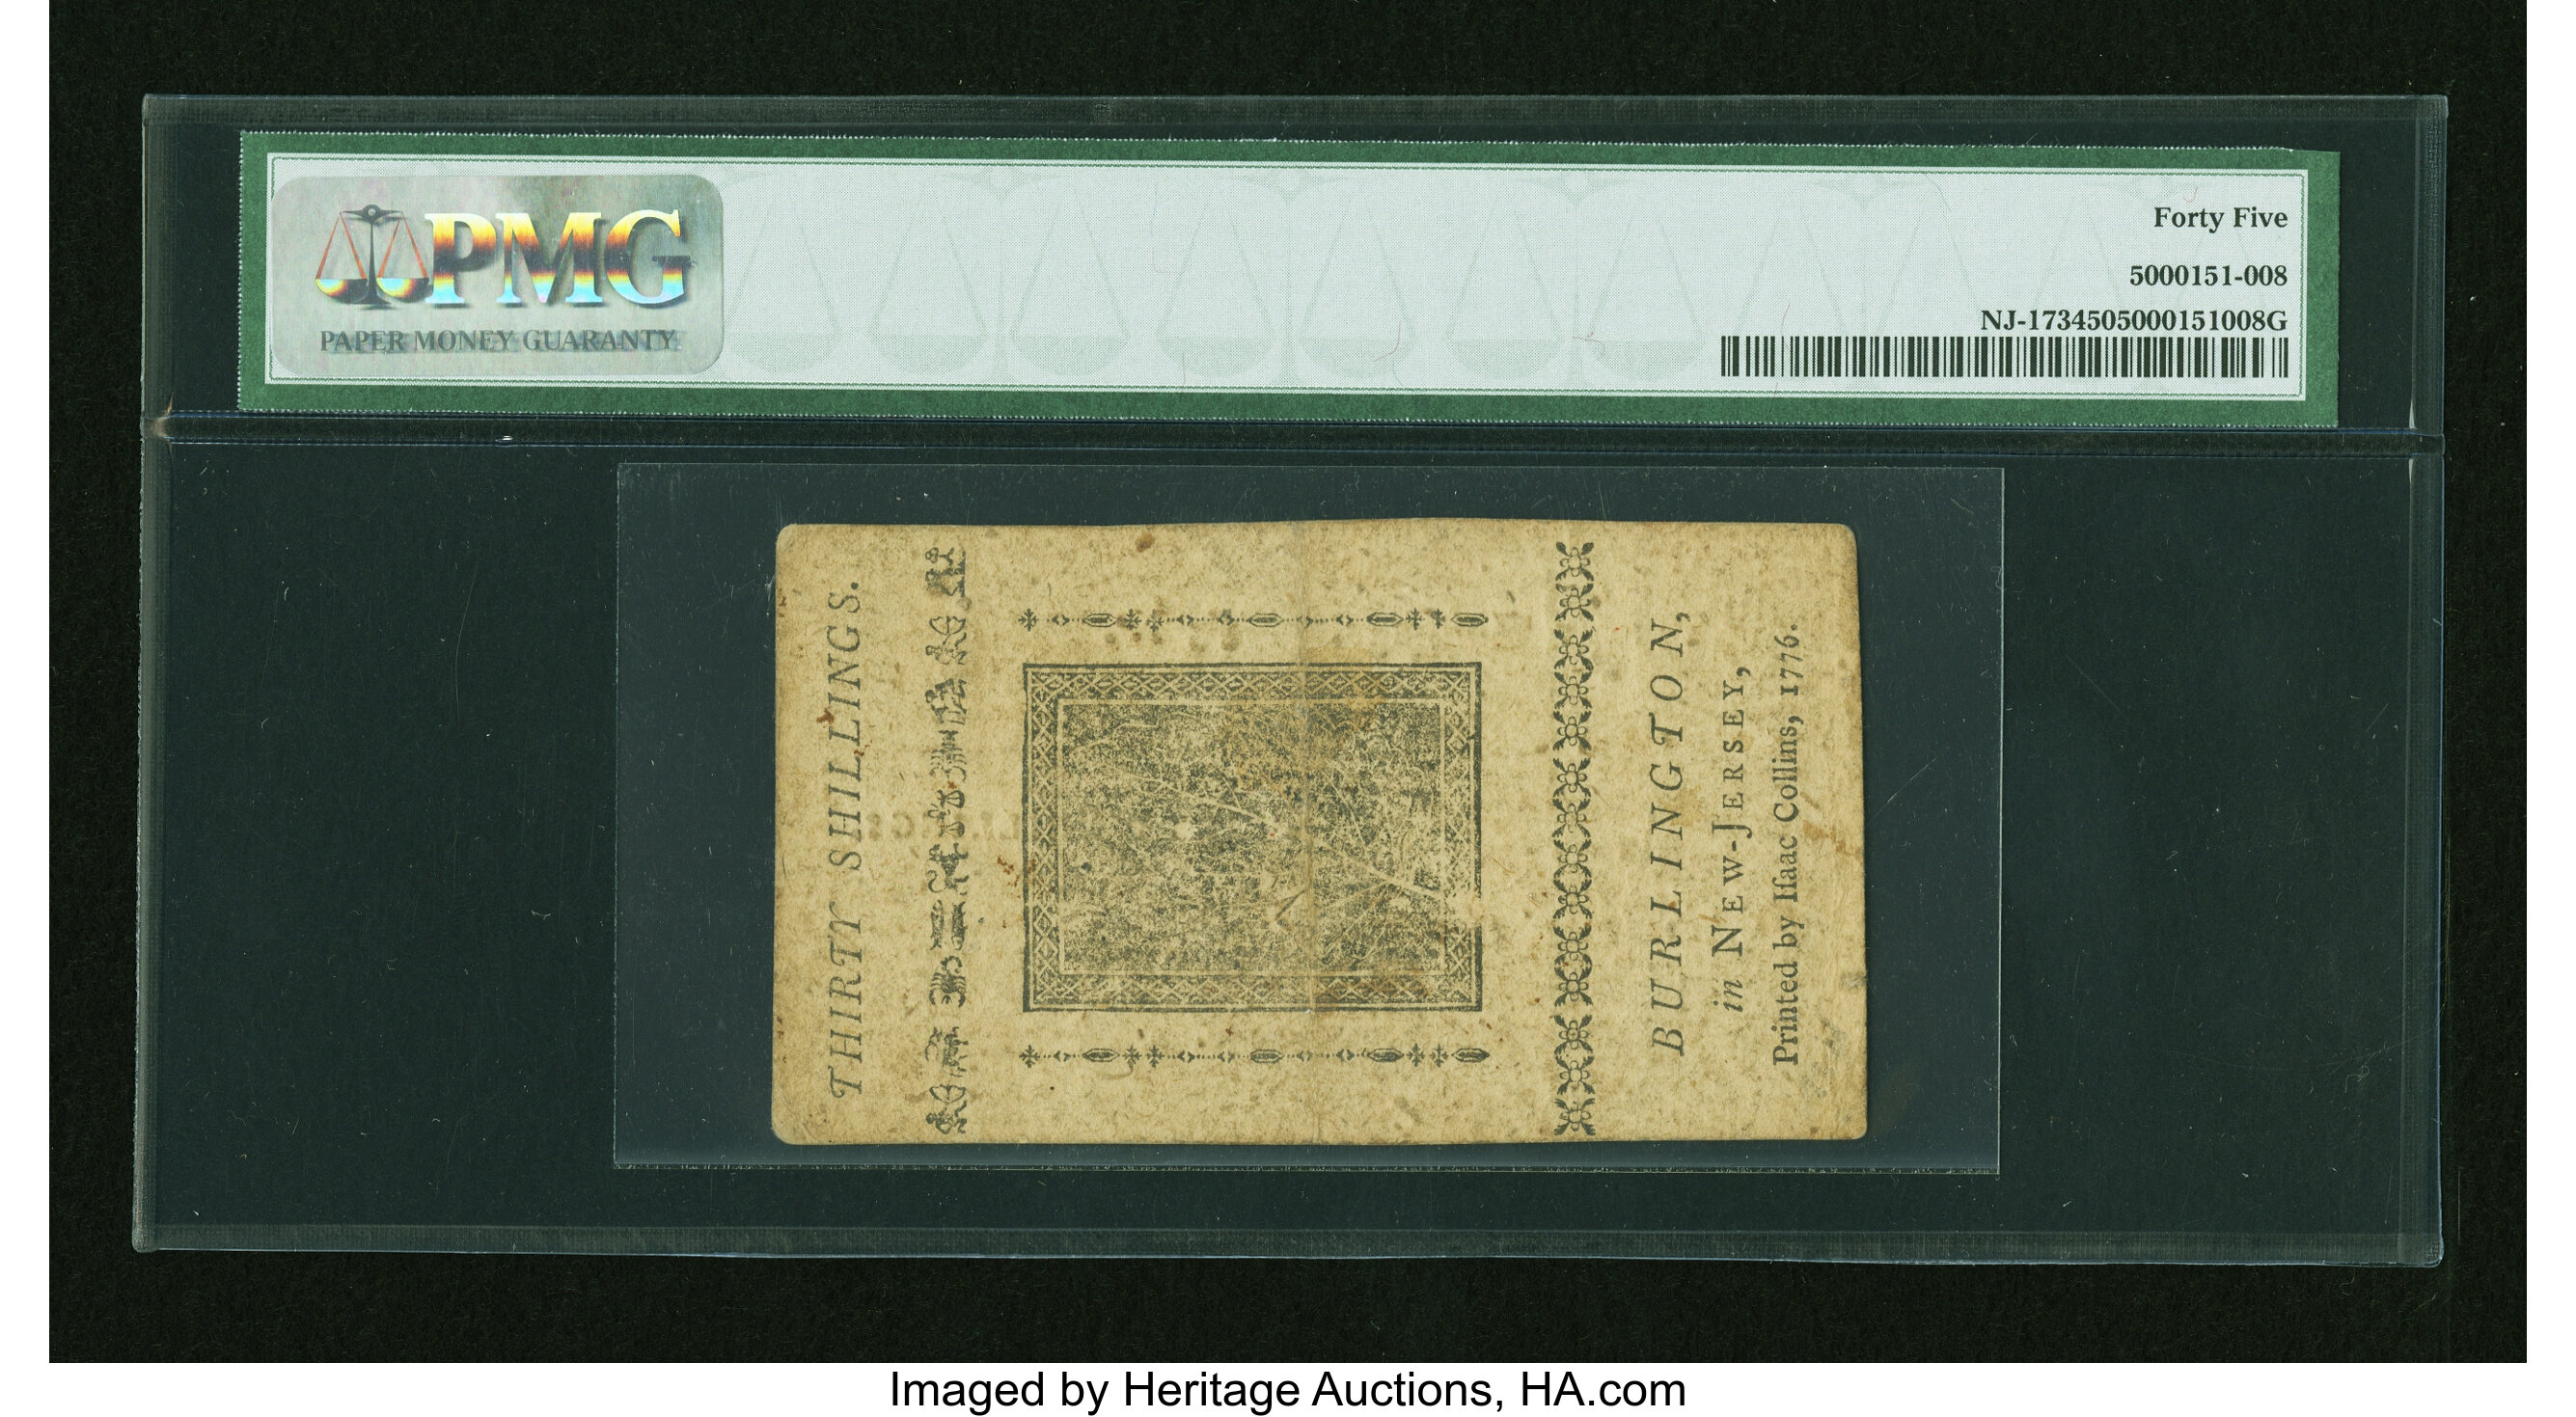 PMG
PAPER MONEY GUARANTY
Forty Five
5000151-008
NJ-1734505000151008G
THIRTY SHILLINGS.
BURLINGTON,
in NEW-JERSEY,
Printed by Iſaac Collins, 1776.
Imaged by Heritage Auctions, HA.com